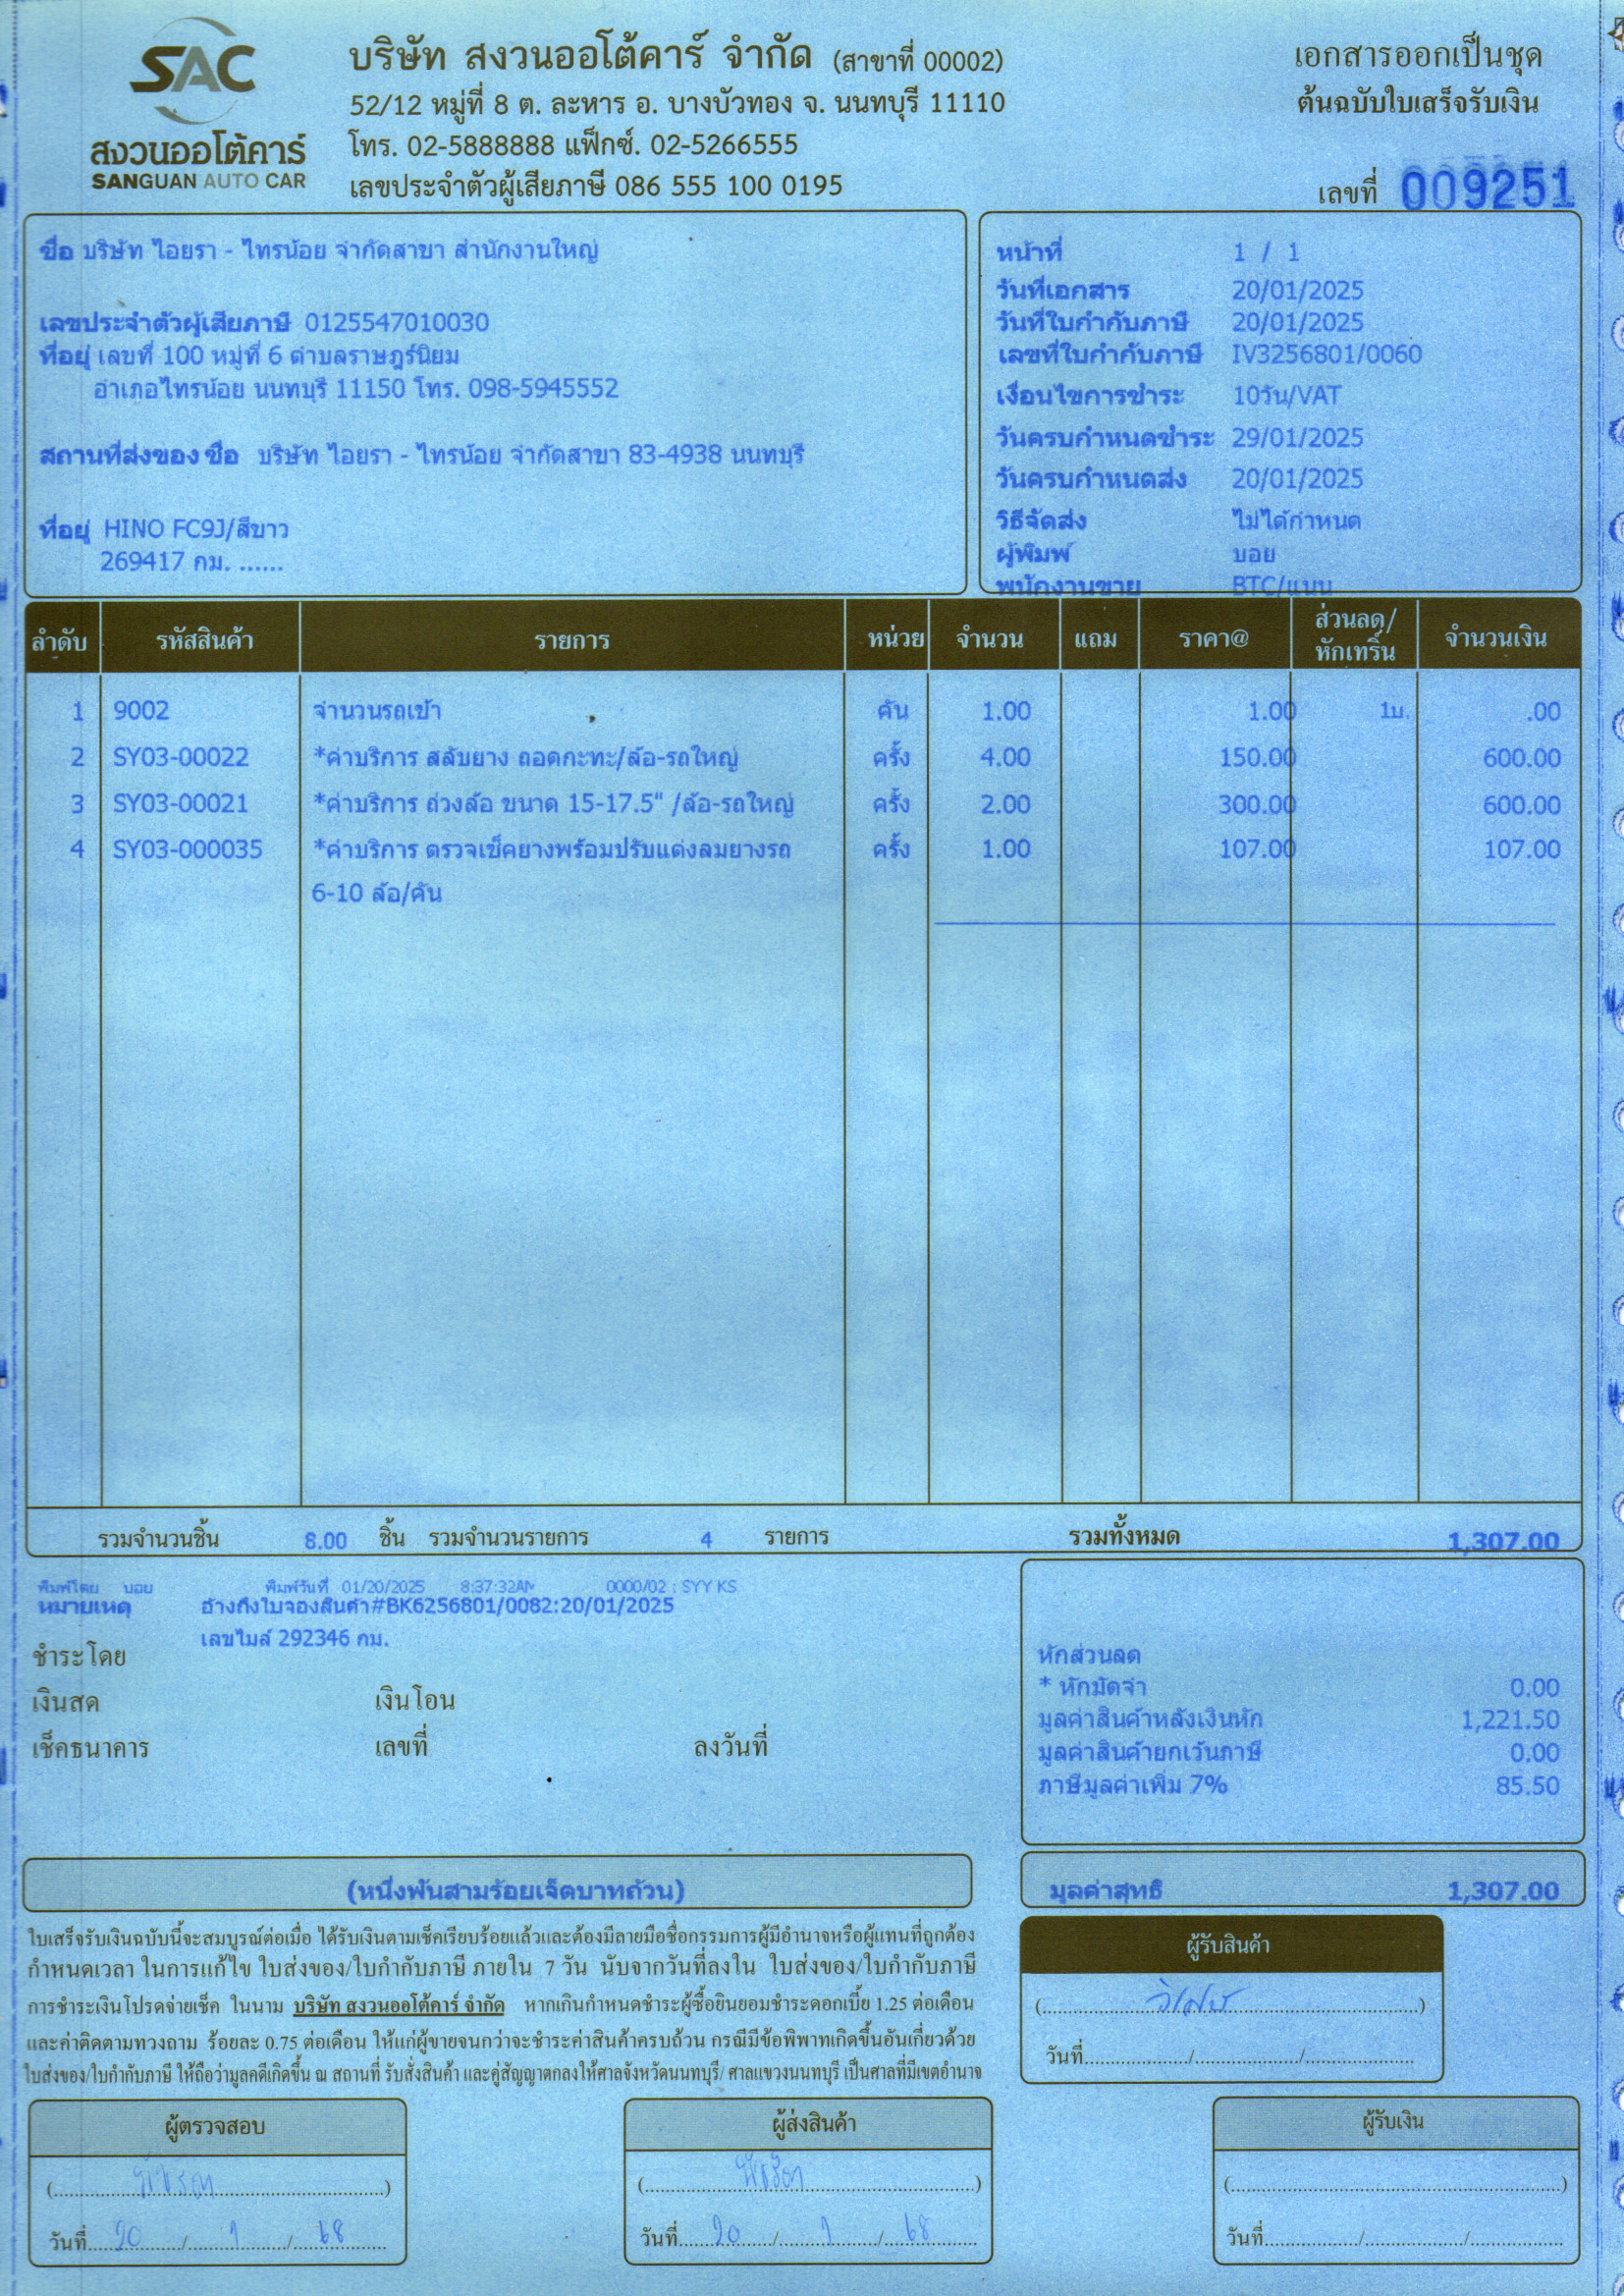 SAC
สงวนออโต้คาร์
SANGUAN AUTO CAR
บริษัท สงวนออโต้คาร์ จำกัด (สาขาที่ 00002)
52/12 หมู่ที่ 8 ต. ละหาร อ. บางบัวทอง จ. นนทบุรี 11110
โทร. 02-5888888 แฟ็กซ์. 02-5266555
เลขประจำตัวผู้เสียภาษี 086 555 100 0195
เอกสารออกเป็นชุด
ต้นฉบับใบเสร็จรับเงิน
เลขที่ 009251
ชื่อ บริษัท ไอยรา - ไทรน้อย จำกัดสาขา สำนักงานใหญ่
เลขประจำตัวผู้เสียภาษี 0125547010030
ที่อยู่ เลขที่ 100 หมู่ที่ 6 ตำบลราษฎร์นิยม
อำเภอไทรน้อย นนทบุรี 11150 โทร. 098-5945552
สถานที่ส่งของ ชื่อ บริษัท ไอยรา - ไทรน้อย จำกัดสาขา 83-4938 นนทบุรี
ที่อยู่ HINO FC9J/สีขาว
269417 กม. ......
หน้าที่ 1 / 1
วันที่เอกสาร 20/01/2025
วันที่ใบกำกับภาษี 20/01/2025
เลขที่ใบกำกับภาษี IV3256801/0060
เงื่อนไขการชำระ 10วัน/VAT
วันครบกำหนดชำระ 29/01/2025
วันครบกำหนดส่ง 20/01/2025
วิธีจัดส่ง ไม่ได้กำหนด
ผู้พิมพ์ บอย
พนักงานขาย BTC/แนน
ลำดับ รหัสสินค้า รายการ หน่วย จำนวน แถม ราคา@ ส่วนลด/หักเทริ์น จำนวนเงิน
1 9002 จำนวนรถเข้า คัน 1.00 1.00 1บ. .00
2 SY03-00022 *ค่าบริการ สลับยาง ถอดกะทะ/ล้อ-รถใหญ่ ครั้ง 4.00 150.00 600.00
3 SY03-00021 *ค่าบริการ ถ่วงล้อ ขนาด 15-17.5" /ล้อ-รถใหญ่ ครั้ง 2.00 300.00 600.00
4 SY03-000035 *ค่าบริการ ตรวจเช็คยางพร้อมปรับแต่งลมยางรถ ครั้ง 1.00 107.00 107.00
6-10 ล้อ/คัน
รวมจำนวนชิ้น 8.00 ชิ้น รวมจำนวนรายการ 4 รายการ รวมทั้งหมด 1,307.00
พิมพ์โดย บอย พิมพ์วันที่ 01/20/2025 8:37:32AM 0000/02 : SYY KS
หมายเหตุ อ้างถึงใบจองสินค้า#BK6256801/0082:20/01/2025
เลขไมล์ 292346 กม.
ชำระโดย
เงินสด เงินโอน
เช็คธนาคาร เลขที่ ลงวันที่
หักส่วนลด
* หักมัดจำ 0.00
มูลค่าสินค้าหลังเงินหัก 1,221.50
มูลค่าสินค้ายกเว้นภาษี 0.00
ภาษีมูลค่าเพิ่ม 7% 85.50
(หนึ่งพันสามร้อยเจ็ดบาทถ้วน)
มูลค่าสุทธิ 1,307.00
ใบเสร็จรับเงินฉบับนี้จะสมบูรณ์ต่อเมื่อ ได้รับเงินตามเช็คเรียบร้อยแล้วและต้องมีลายมือชื่อกรรมการผู้มีอำนาจหรือผู้แทนที่ถูกต้อง
กำหนดเวลา ในการแก้ไข ใบส่งของ/ใบกำกับภาษี ภายใน 7 วัน นับจากวันที่ลงใน ใบส่งของ/ใบกำกับภาษี
การชำระเงินโปรดจ่ายเช็ค ในนาม บริษัท สงวนออโต้คาร์ จำกัด หากเกินกำหนดชำระผู้ซื้อยินยอมชำระดอกเบี้ย 1.25 ต่อเดือน
และค่าติดตามทวงถาม ร้อยละ 0.75 ต่อเดือน ให้แก่ผู้ขายจนกว่าจะชำระค่าสินค้าครบถ้วน กรณีมีข้อพิพาทเกิดขึ้นอันเกี่ยวด้วย
ใบส่งของ/ใบกำกับภาษี ให้ถือว่ามูลคดีเกิดขึ้น ณ สถานที่ รับสั่งสินค้า และคู่สัญญาตกลงให้ศาลจังหวัดนนทบุรี/ ศาลแขวงนนทบุรี เป็นศาลที่มีเขตอำนาจ
ผู้รับสินค้า
วันที่
ผู้ตรวจสอบ
วันที่ 20 / 1 / 68
ผู้ส่งสินค้า
วันที่ 20 / 1 / 68
ผู้รับเงิน
วันที่